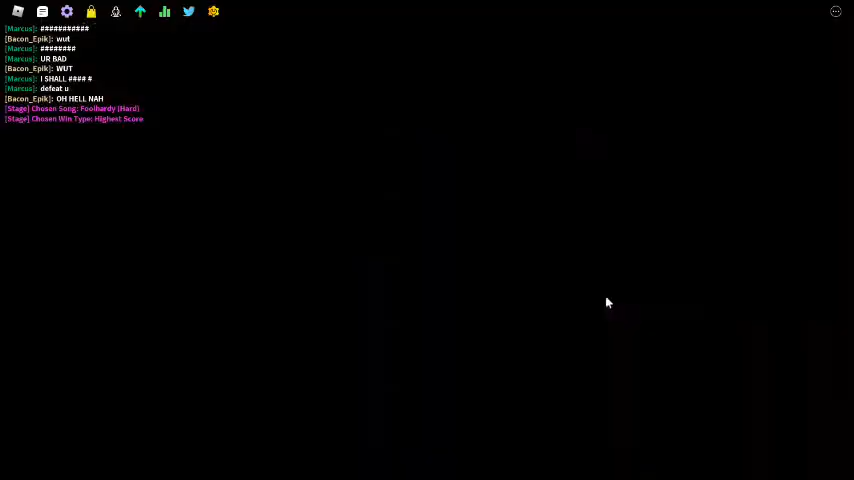 [Marcus]: ###########
[Bacon_Epik]: wut
[Marcus]: ########
[Marcus]: UR BAD
[Bacon_Epik]: WUT
[Marcus]: I SHALL #### #
[Marcus]: defeat u
[Bacon_Epik]: OH HELL NAH
[Stage] Chosen Song: Foolhardy (Hard)
[Stage] Chosen Win Type: Highest Score